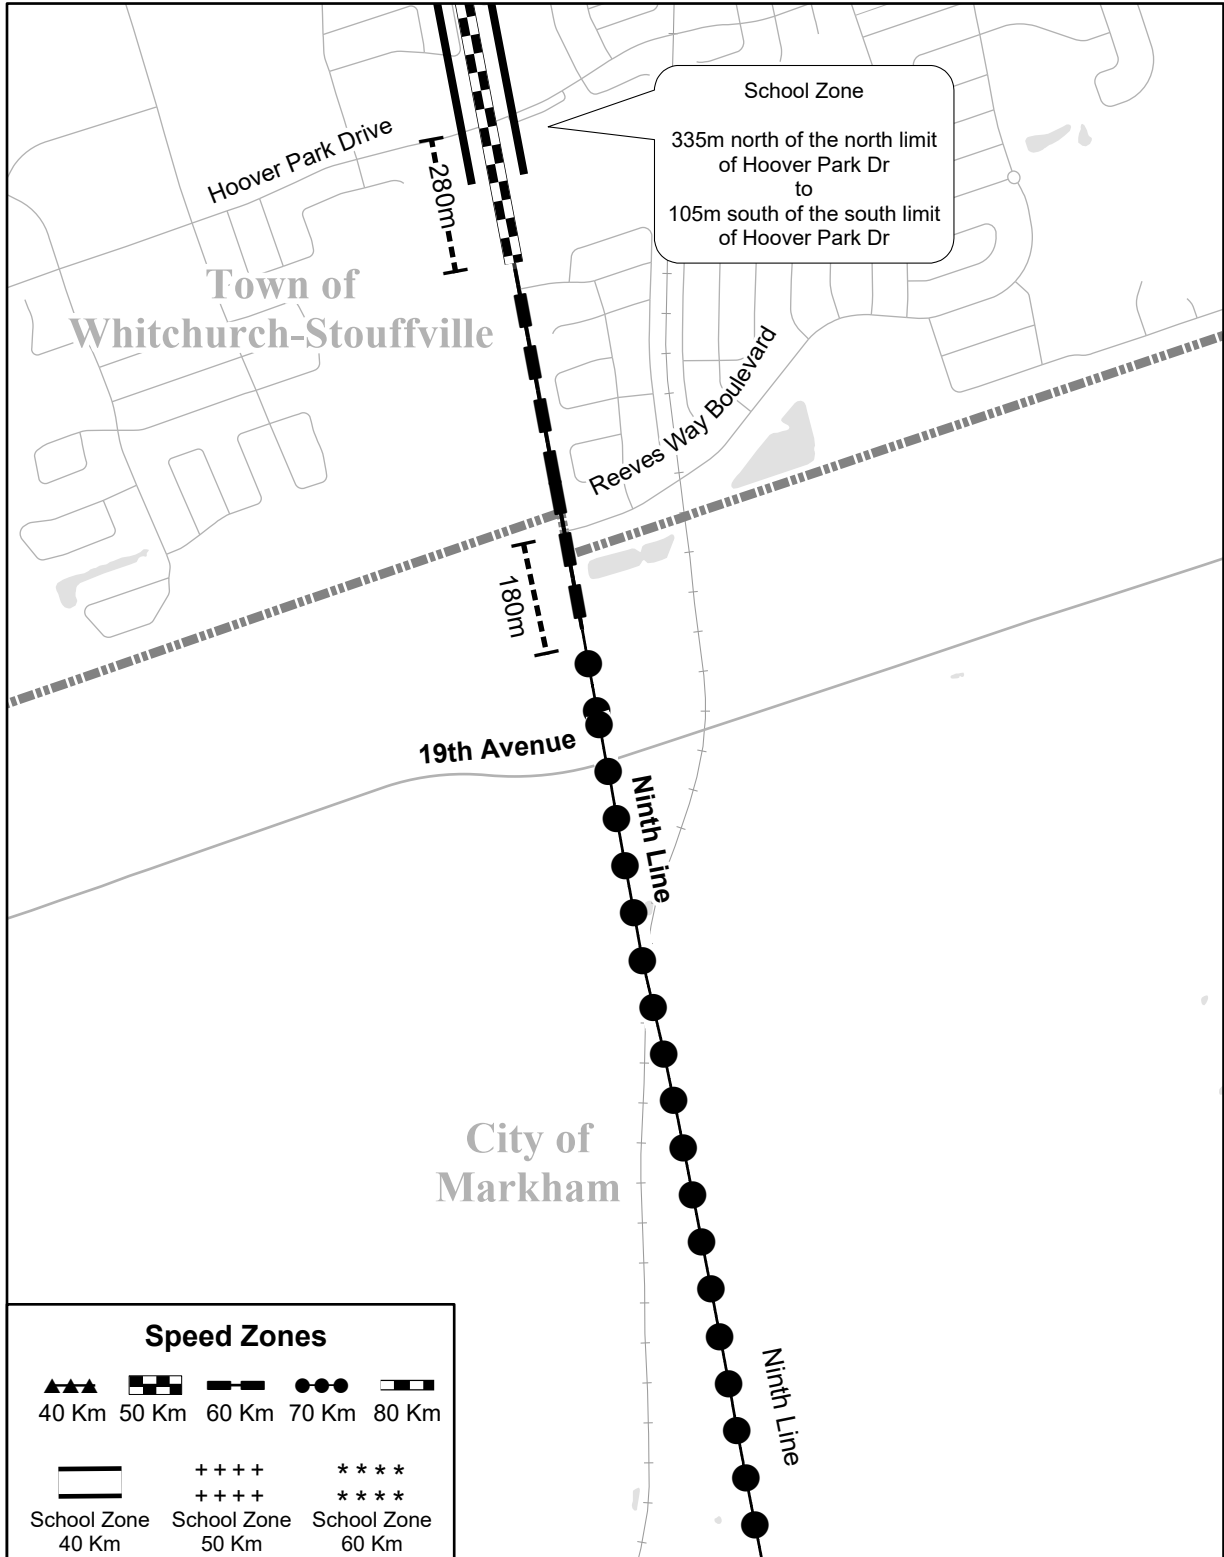 School Zone
335m north of the north limit
of Hoover Park Dr
to
105m south of the south limit
of Hoover Park Dr
Hoover Park Drive
280m
Town of
Whitchurch-Stouffville
Reeves Way Boulevard
180m
19th Avenue
Ninth Line
City of
Markham
Ninth Line
Speed Zones
40 Km 50 Km 60 Km 70 Km 80 Km
+ + + + * * * *
+ + + + * * * *
School Zone School Zone School Zone
40 Km 50 Km 60 Km